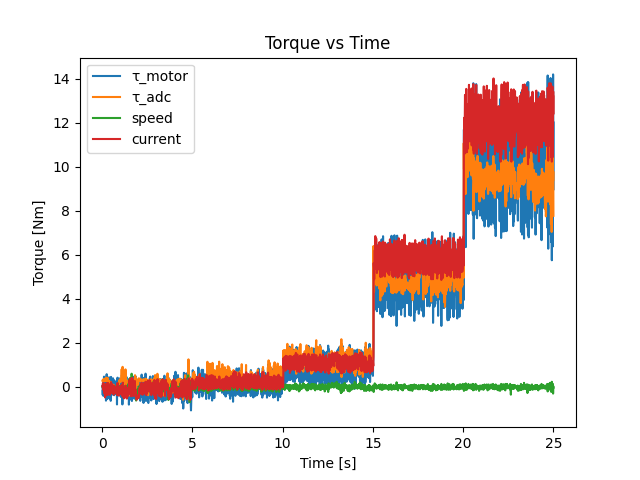 Torque vs Time
τ_motor
τ_adc
speed
current
Torque [Nm]
14
12
10
8
6
4
2
0
0 5 10 15 20 25
Time [s]